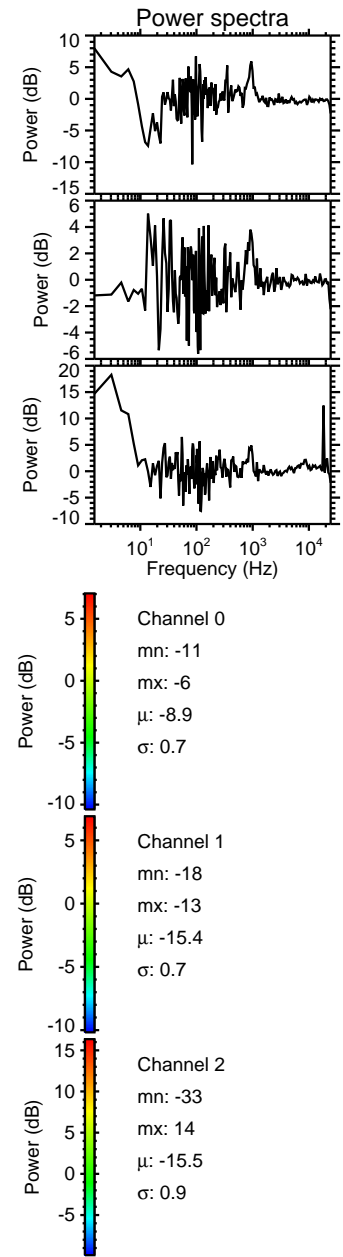 Power spectra
10
5
0
-5
-10
-15
Power (dB)
6
4
2
0
-2
-4
-6
Power (dB)
20
15
10
5
0
-5
-10
Power (dB)
10¹ 10² 10³ 10⁴
Frequency (Hz)
5
0
-5
-10
Power (dB)
Channel 0
mn: -11
mx: -6
μ: -8.9
σ: 0.7
5
0
-5
-10
Power (dB)
Channel 1
mn: -18
mx: -13
μ: -15.4
σ: 0.7
15
10
5
0
-5
Power (dB)
Channel 2
mn: -33
mx: 14
μ: -15.5
σ: 0.9